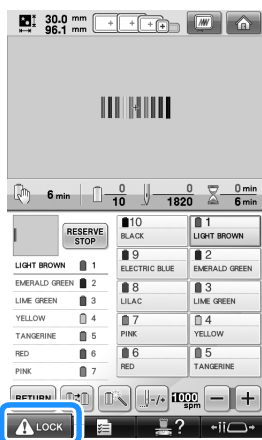 30.0 mm
96.1 mm
6 min
0
10
0
1820
0 min
6 min
RESERVE
STOP
LIGHT BROWN 1
EMERALD GREEN 2
LIME GREEN 3
YELLOW 4
TANGERINE 5
RED 6
PINK 7
10
BLACK
1
LIGHT BROWN
9
ELECTRIC BLUE
2
EMERALD GREEN
8
LILAC
3
LIME GREEN
7
PINK
4
YELLOW
6
RED
5
TANGERINE
RETURN
-/+
1000
spm
- +
LOCK
?